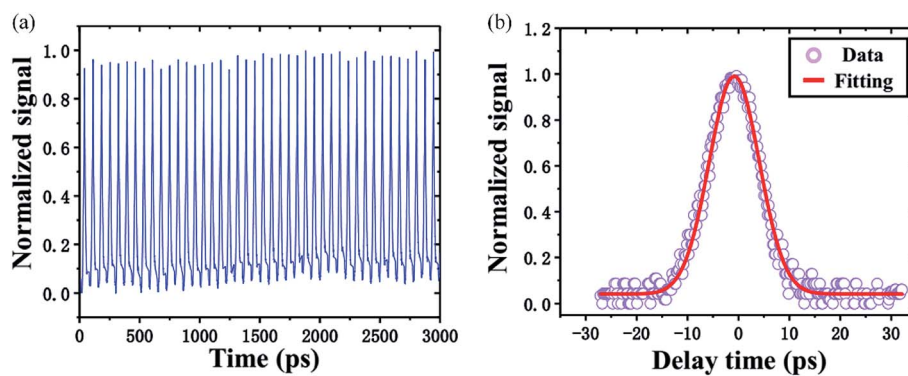 (a)
Normalized signal
1.0
0.8
0.6
0.4
0.2
0.0
0 500 1000 1500 2000 2500 3000
Time (ps)
(b)
Normalized signal
1.2
1.0
0.8
0.6
0.4
0.2
0.0
Data
Fitting
-30 -20 -10 0 10 20 30
Delay time (ps)